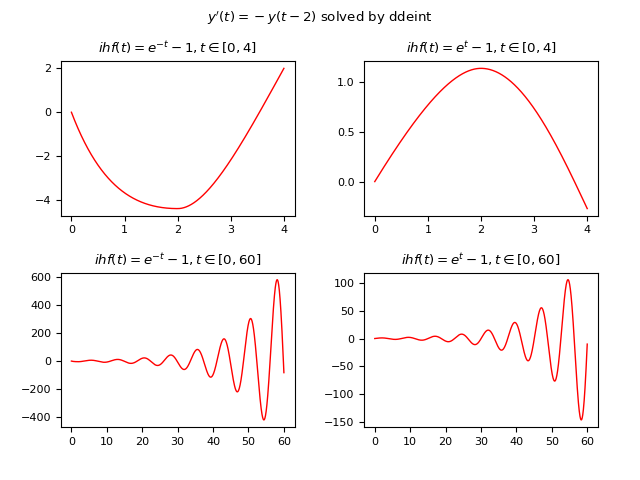 y′(t) = −y(t − 2) solved by ddeint
ihf(t) = e⁻ᵗ − 1, t ∈ [0, 4]
2
0
−2
−4
0 1 2 3 4
ihf(t) = eᵗ − 1, t ∈ [0, 4]
1.0
0.5
0.0
0 1 2 3 4
ihf(t) = e⁻ᵗ − 1, t ∈ [0, 60]
600
400
200
0
−200
−400
0 10 20 30 40 50 60
ihf(t) = eᵗ − 1, t ∈ [0, 60]
100
50
0
−50
−100
−150
0 10 20 30 40 50 60